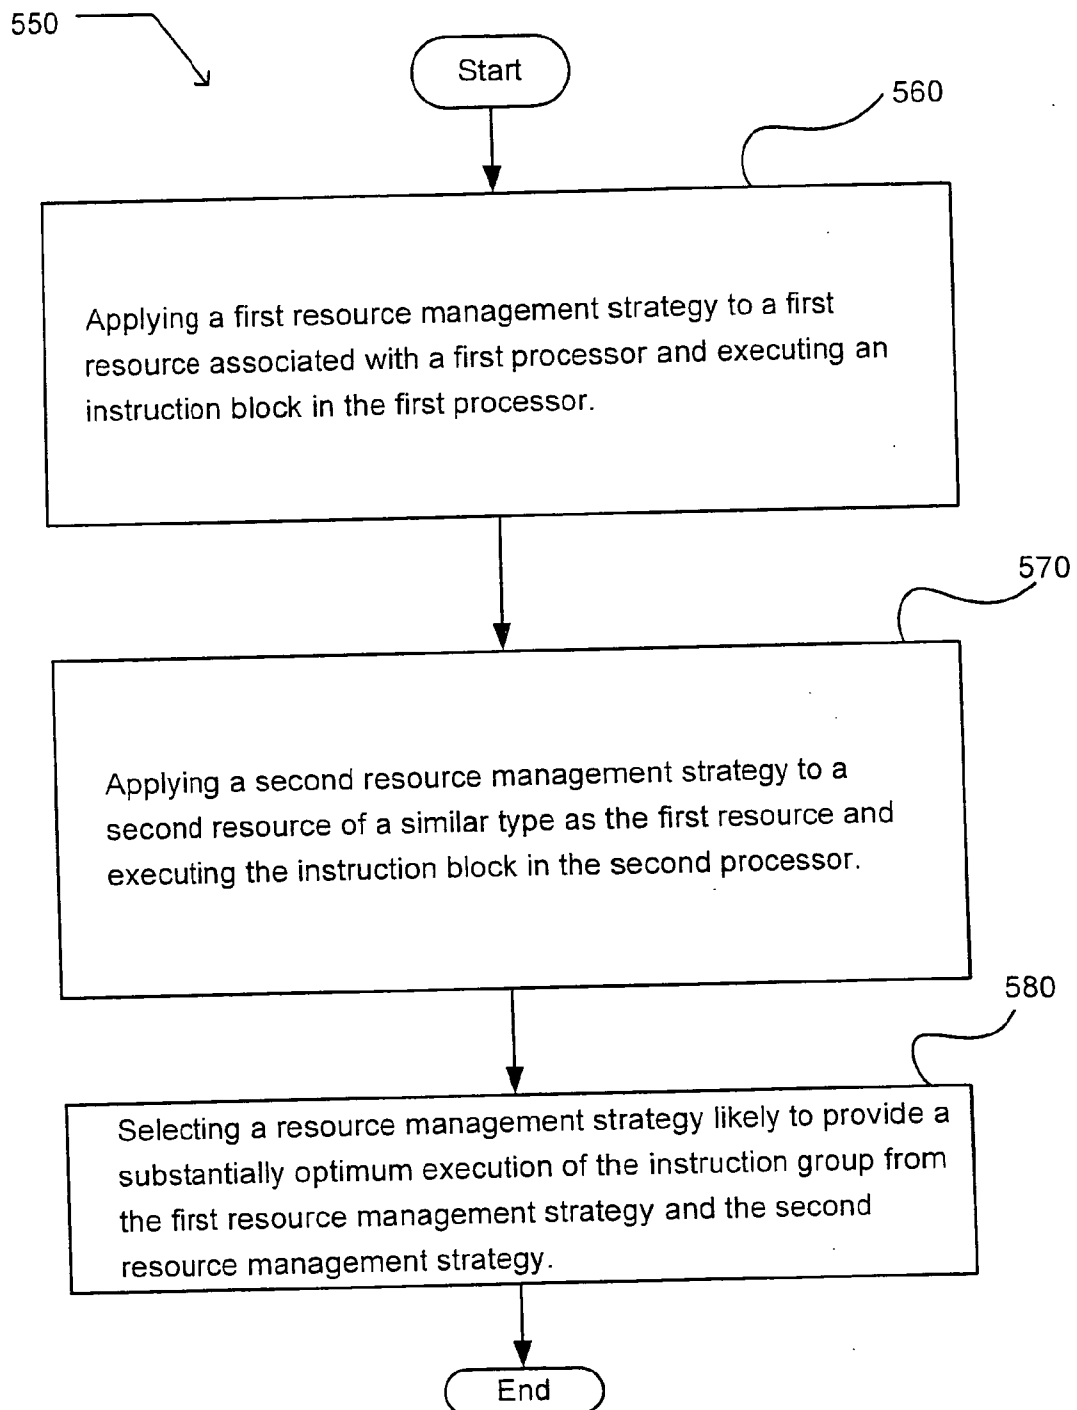 550
Start
560
Applying a first resource management strategy to a first
resource associated with a first processor and executing an
instruction block in the first processor.
570
Applying a second resource management strategy to a
second resource of a similar type as the first resource and
executing the instruction block in the second processor.
580
Selecting a resource management strategy likely to provide a
substantially optimum execution of the instruction group from
the first resource management strategy and the second
resource management strategy.
End